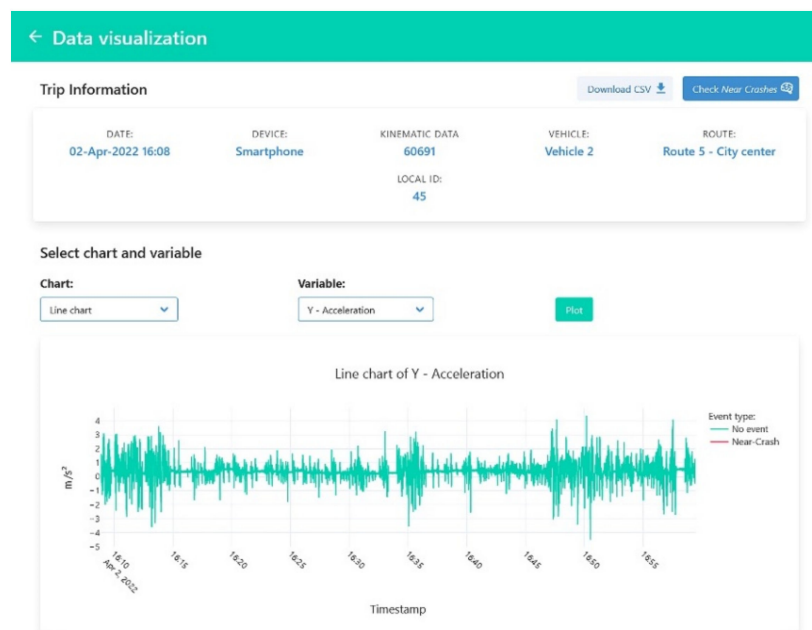 ← Data visualization
Trip Information
Download CSV
Check Near Crashes
DATE:
02-Apr-2022 16:08
DEVICE:
Smartphone
KINEMATIC DATA
60691
VEHICLE:
Vehicle 2
ROUTE:
Route 5 - City center
LOCAL ID:
45
Select chart and variable
Chart:
Line chart
Variable:
Y - Acceleration
Plot
Line chart of Y - Acceleration
Event type:
No event
Near-Crash
m/s²
4
3
2
1
0
−1
−2
−3
−4
−5
16:10
Apr 2, 2022
16:15
16:20
16:25
16:30
16:35
16:40
16:45
16:50
16:55
Timestamp